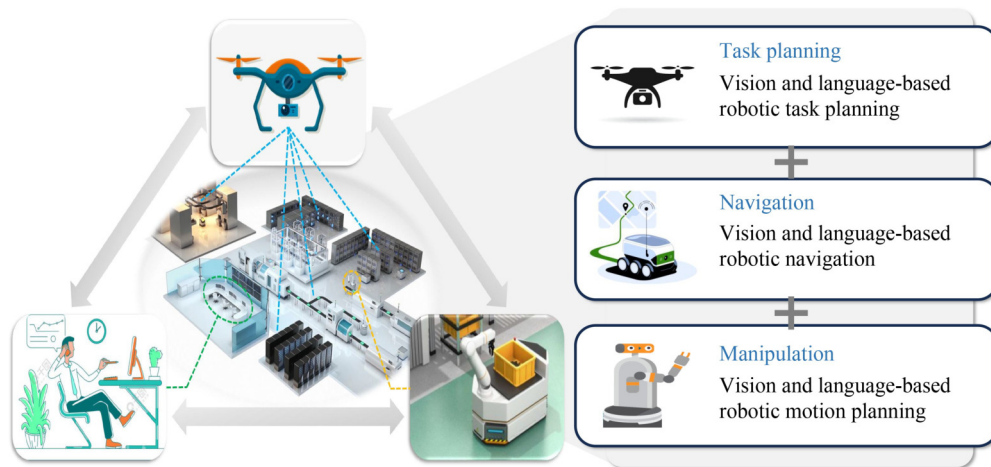 Task planning
Vision and language-based
robotic task planning
Navigation
Vision and language-based
robotic navigation
Manipulation
Vision and language-based
robotic motion planning